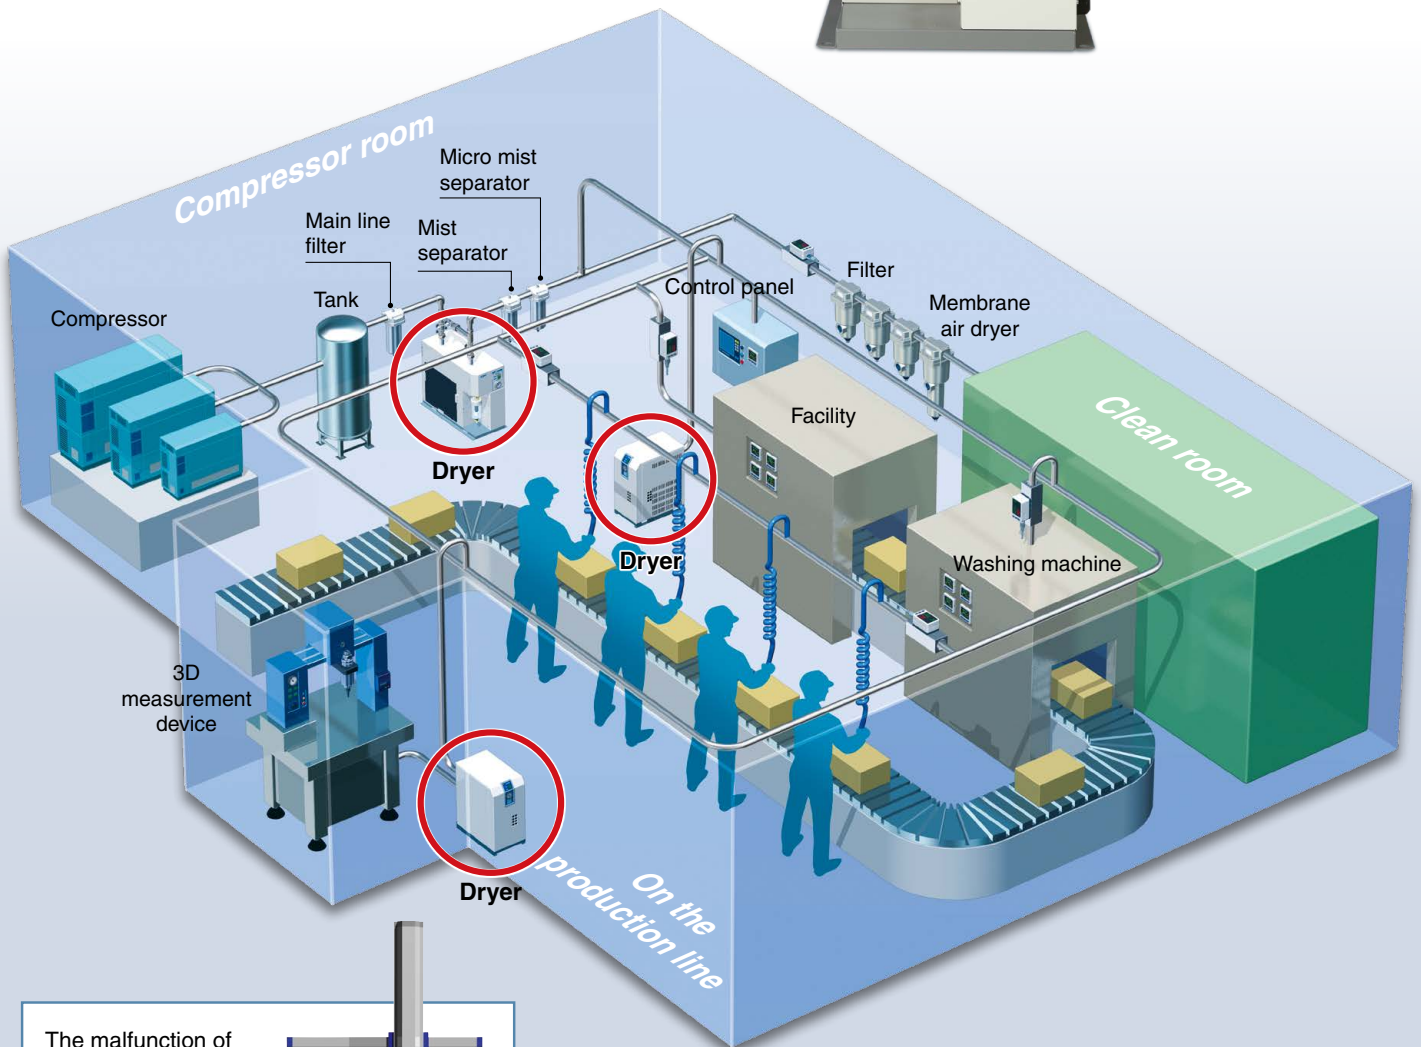 Compressor room
Micro mist
separator
Main line
filter
Mist
separator
Tank
Compressor
Control panel
Filter
Membrane
air dryer
Dryer
Facility
Clean room
Dryer
Washing machine
3D
measurement
device
Dryer
On the
production line
The malfunction of